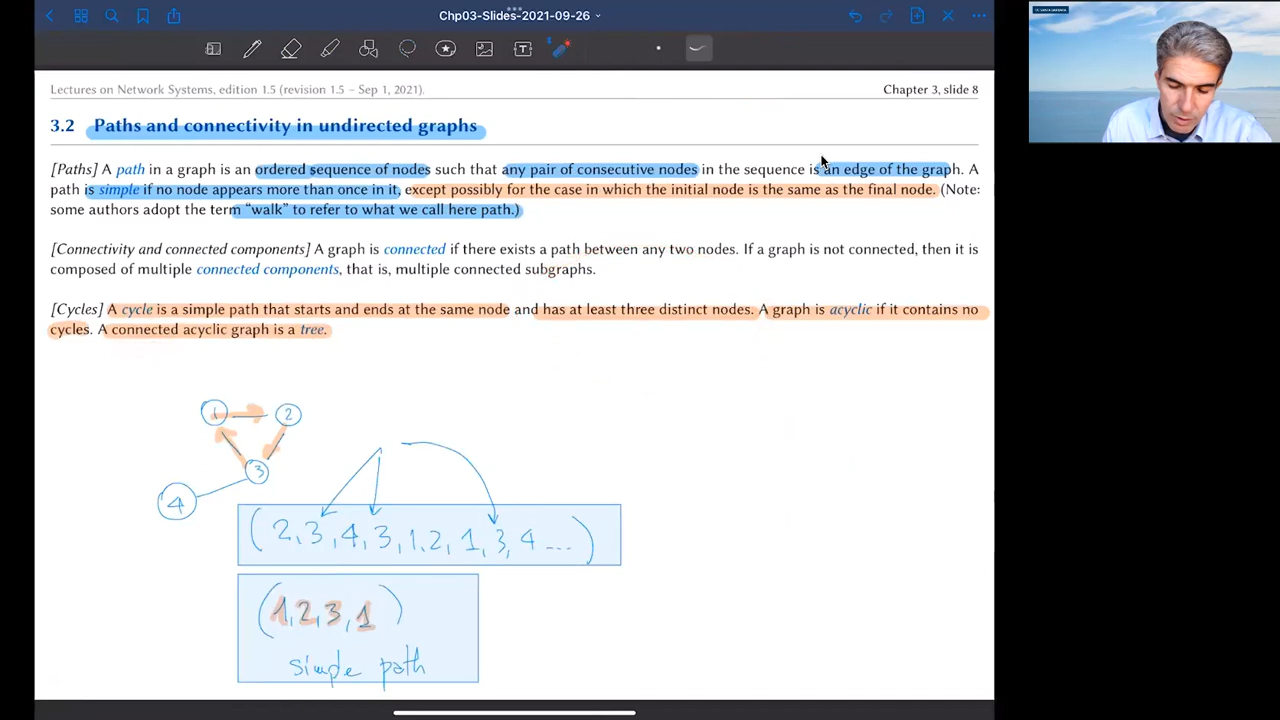 Chp03-Slides-2021-09-26
Lectures on Network Systems, edition 1.5 (revision 1.5 – Sep 1, 2021).
Chapter 3, slide 8
3.2 Paths and connectivity in undirected graphs
[Paths] A path in a graph is an ordered sequence of nodes such that any pair of consecutive nodes in the sequence is an edge of the graph. A
path is simple if no node appears more than once in it, except possibly for the case in which the initial node is the same as the final node. (Note:
some authors adopt the term “walk” to refer to what we call here path.)
[Connectivity and connected components] A graph is connected if there exists a path between any two nodes. If a graph is not connected, then it is
composed of multiple connected components, that is, multiple connected subgraphs.
[Cycles] A cycle is a simple path that starts and ends at the same node and has at least three distinct nodes. A graph is acyclic if it contains no
cycles. A connected acyclic graph is a tree.
1 2
3
4
(2,3,4,3,1,2,1,3,4...)
(1,2,3,1)
simple path